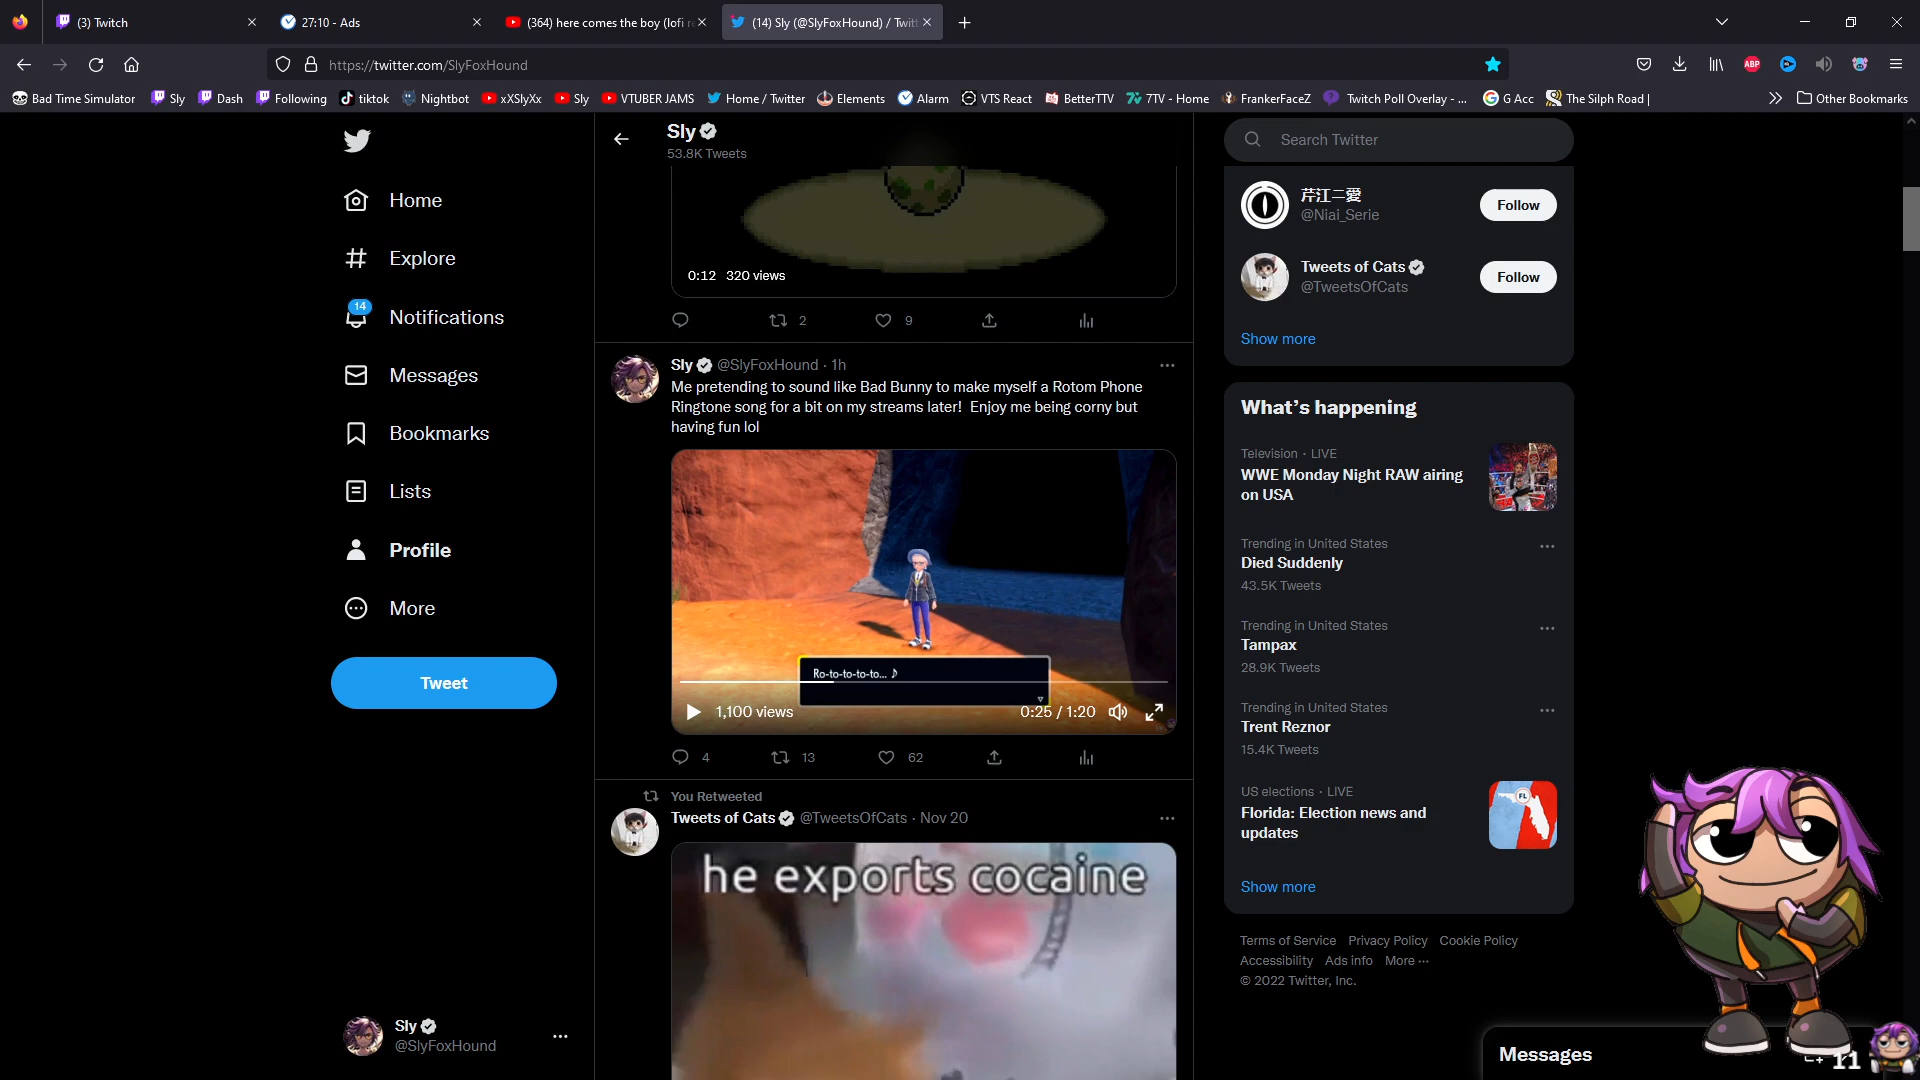 (3) Twitch
27:10 - Ads
(364) here comes the boy (lofi re
(14) Sly (@SlyFoxHound) / Twitt
https://twitter.com/SlyFoxHound
ABP
Bad Time Simulator
Sly
Dash
Following
tiktok
Nightbot
xXSlyXx
Sly
VTUBER JAMS
Home / Twitter
Elements
Alarm
VTS React
BetterTTV
7TV - Home
FrankerFaceZ
Twitch Poll Overlay - ...
G Acc
The Silph Road |
Other Bookmarks
Home
Explore
14
Notifications
Messages
Bookmarks
Lists
Profile
More
Tweet
Sly
@SlyFoxHound
Sly
53.8K Tweets
0:12 320 views
2
9
Sly @SlyFoxHound · 1h
Me pretending to sound like Bad Bunny to make myself a Rotom Phone
Ringtone song for a bit on my streams later! Enjoy me being corny but
having fun lol
Ro-to-to-to-to... ♪
1,100 views
0:25 / 1:20
4
13
62
You Retweeted
Tweets of Cats @TweetsOfCats · Nov 20
he exports cocaine
Search Twitter
芹江二愛
@Niai_Serie
Follow
Tweets of Cats
@TweetsOfCats
Follow
Show more
What's happening
Television · LIVE
WWE Monday Night RAW airing
on USA
Trending in United States
Died Suddenly
43.5K Tweets
Trending in United States
Tampax
28.9K Tweets
Trending in United States
Trent Reznor
15.4K Tweets
US elections · LIVE
Florida: Election news and
updates
FL
Show more
Terms of Service Privacy Policy Cookie Policy
Accessibility Ads info More ···
© 2022 Twitter, Inc.
Messages
11